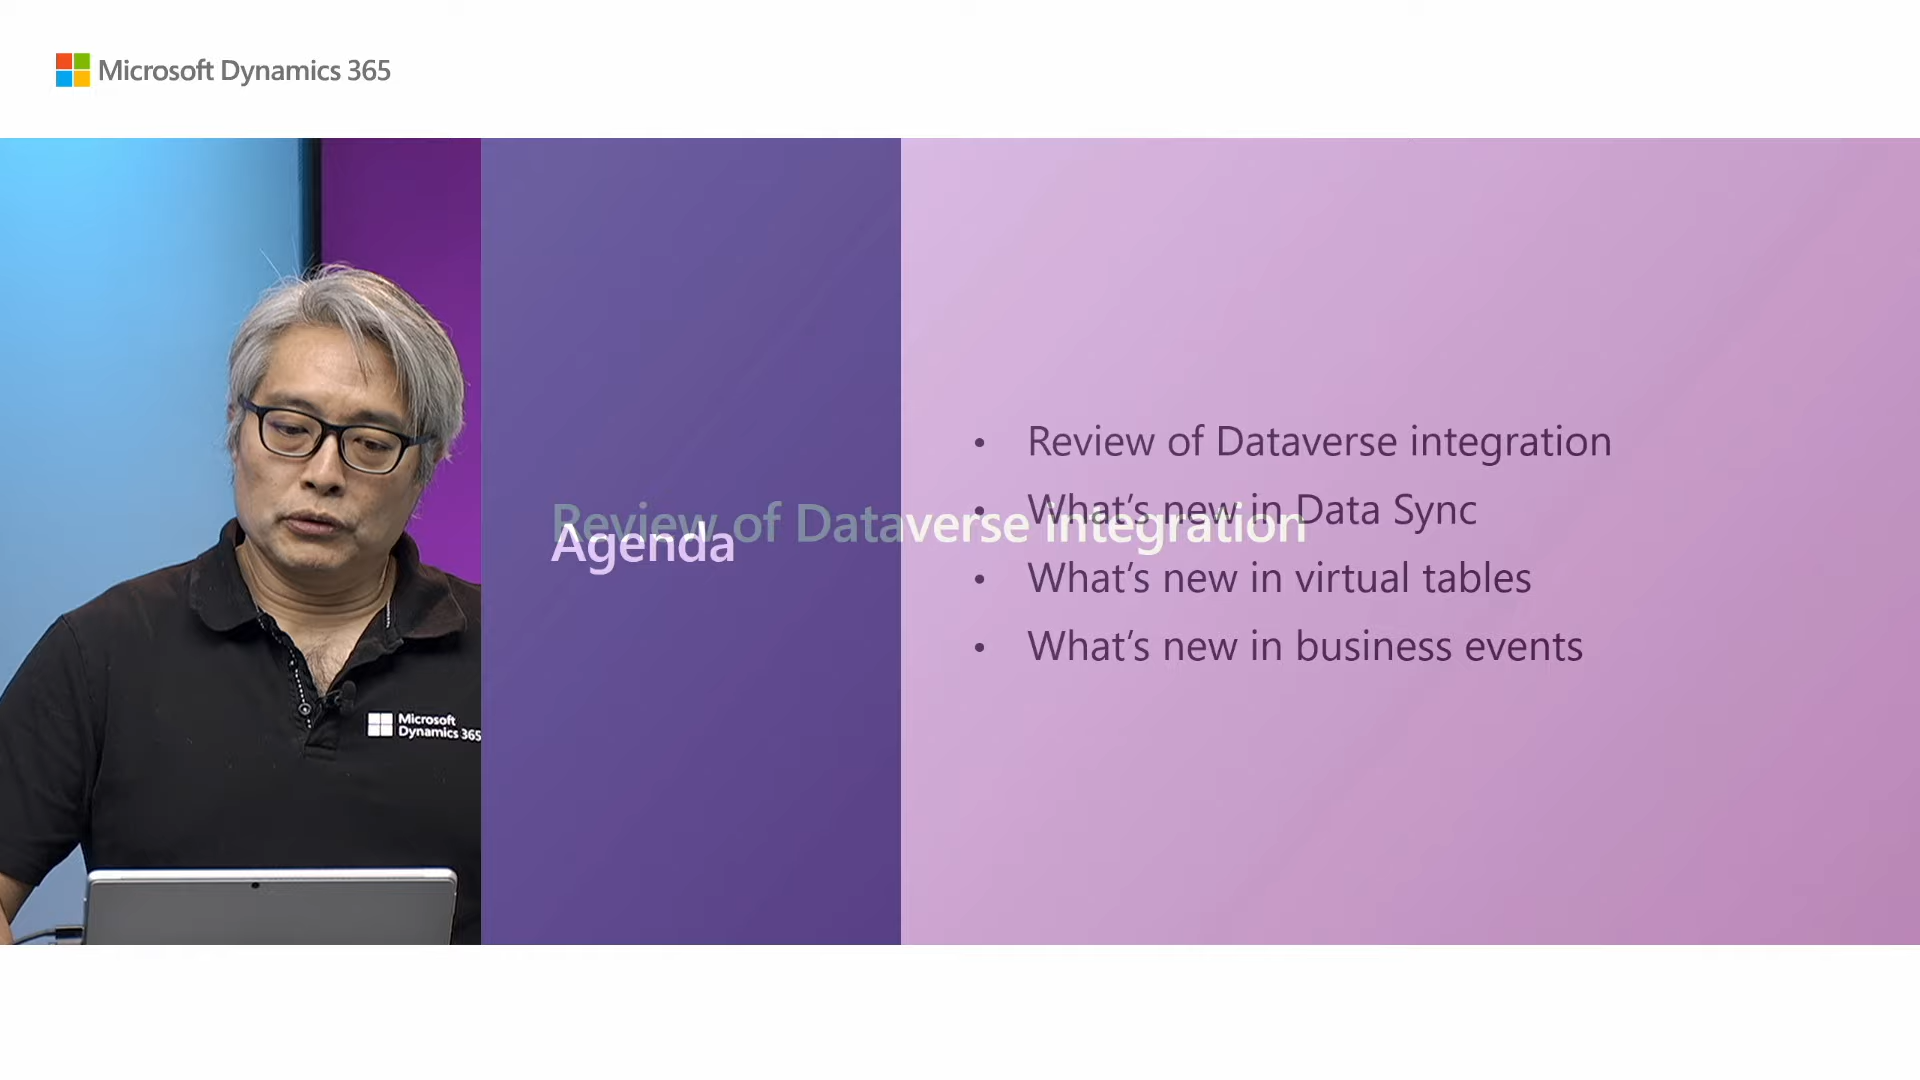 Microsoft Dynamics 365
Review of Dataverse integration
Agenda
• Review of Dataverse integration
• What's new in Data Sync
• What's new in virtual tables
• What's new in business events
Microsoft
Dynamics 365